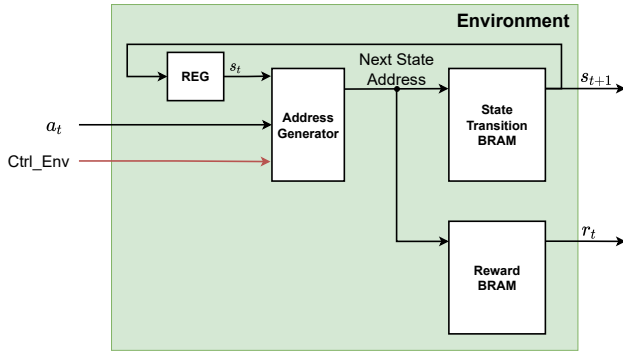 Environment
REG
s_t
Next State
Address
s_{t+1}
Address
Generator
State
Transition
BRAM
a_t
Ctrl_Env
r_t
Reward
BRAM